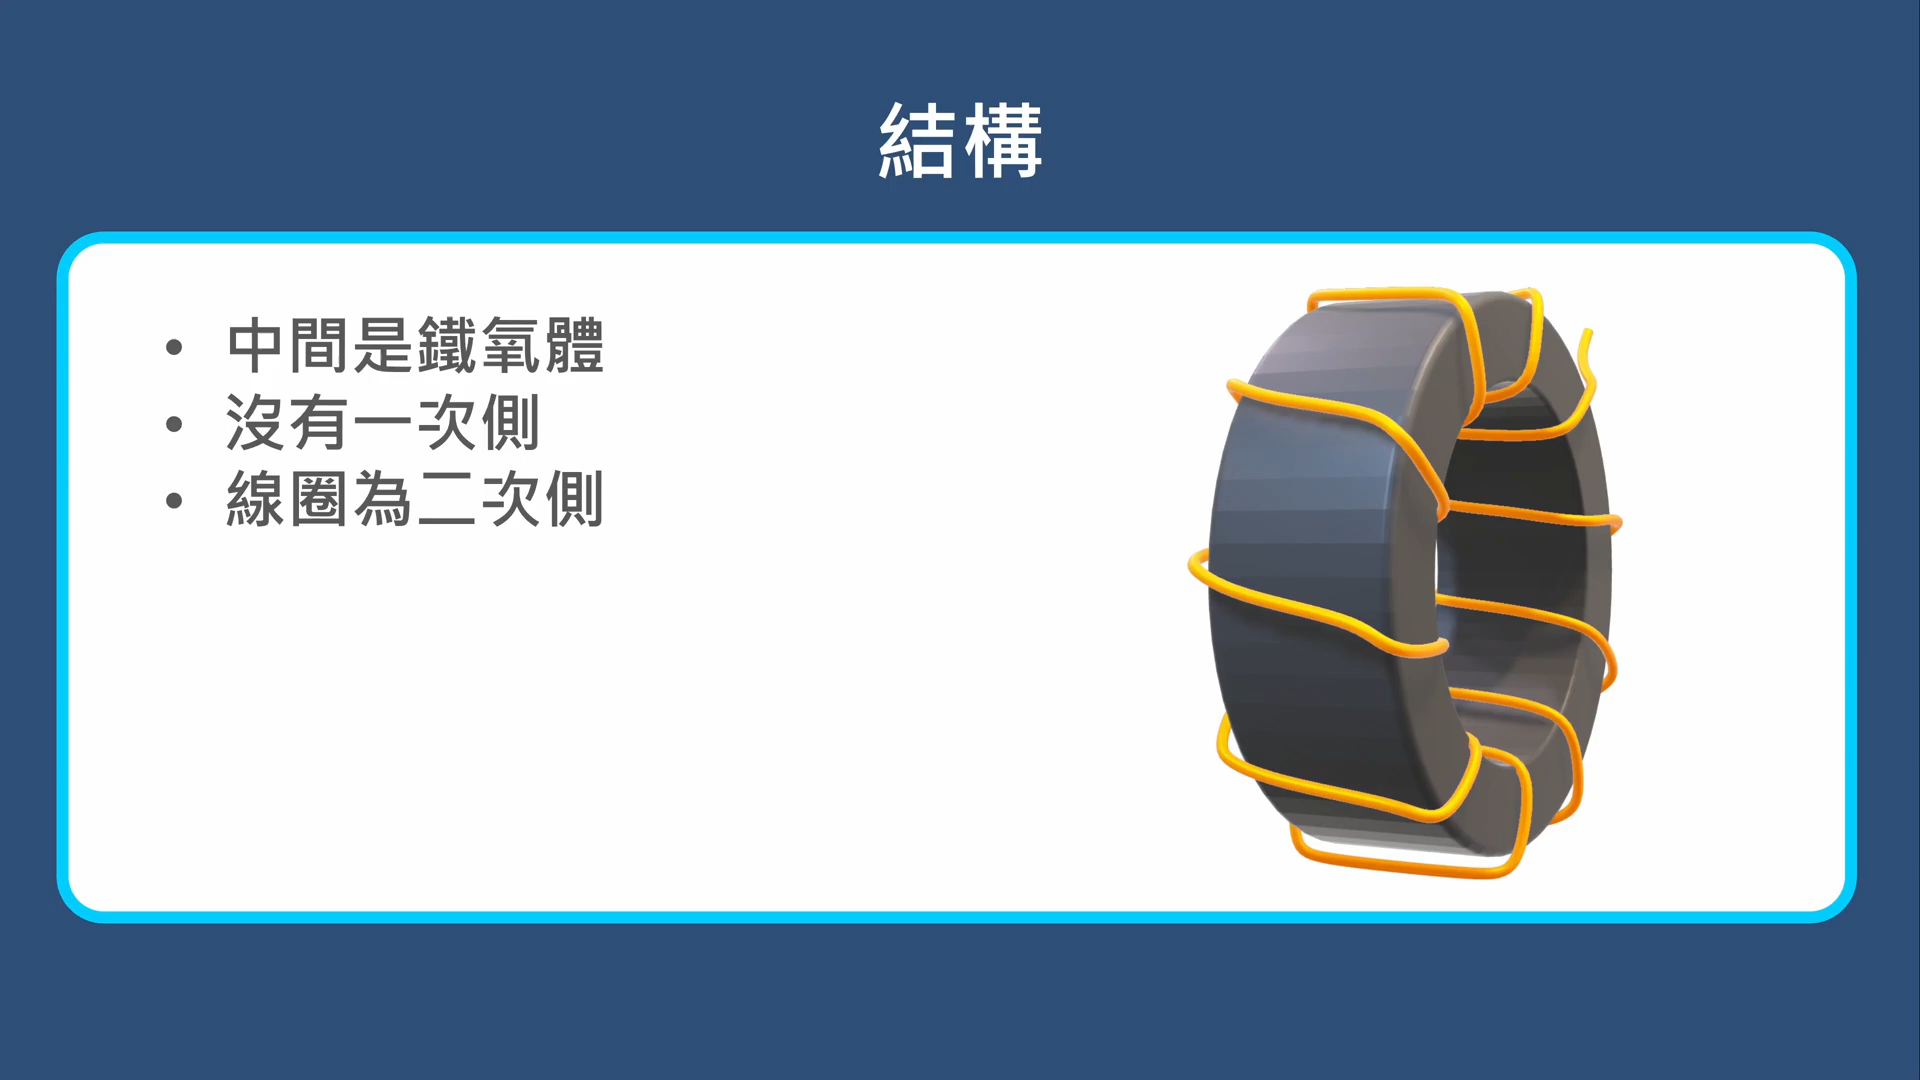 結構
• 中間是鐵氧體
• 沒有一次側
• 線圈為二次側